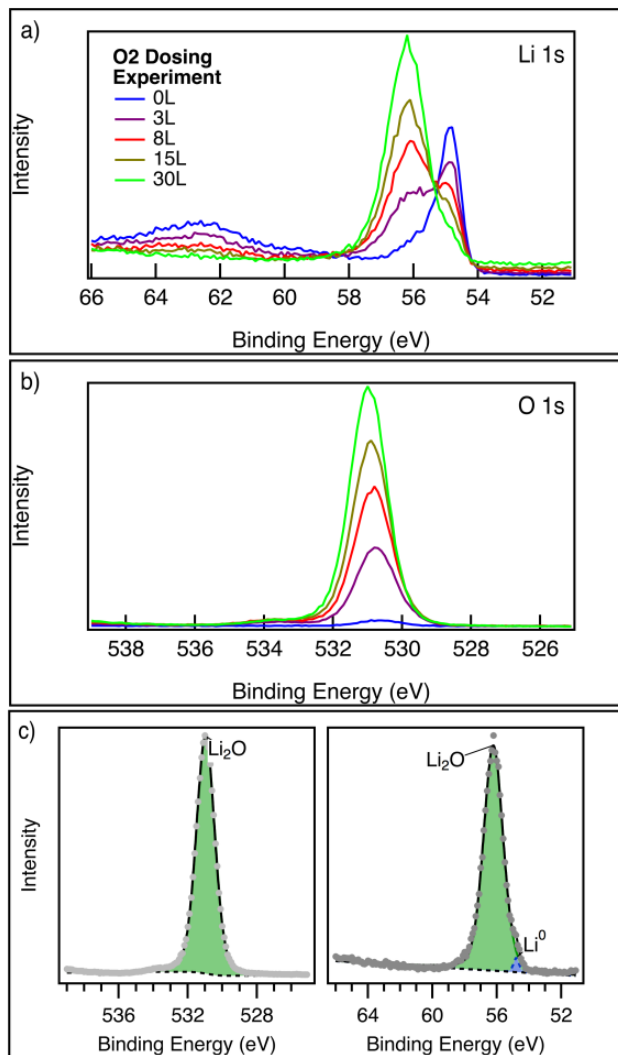 a)
Li 1s
O2 Dosing
Experiment
0L
3L
8L
15L
30L
Intensity
66 64 62 60 58 56 54 52
Binding Energy (eV)
b)
O 1s
Intensity
538 536 534 532 530 528 526
Binding Energy (eV)
c)
Li₂O
Li₂O
Li⁰
Intensity
536 532 528
64 60 56 52
Binding Energy (eV)
Binding Energy (eV)